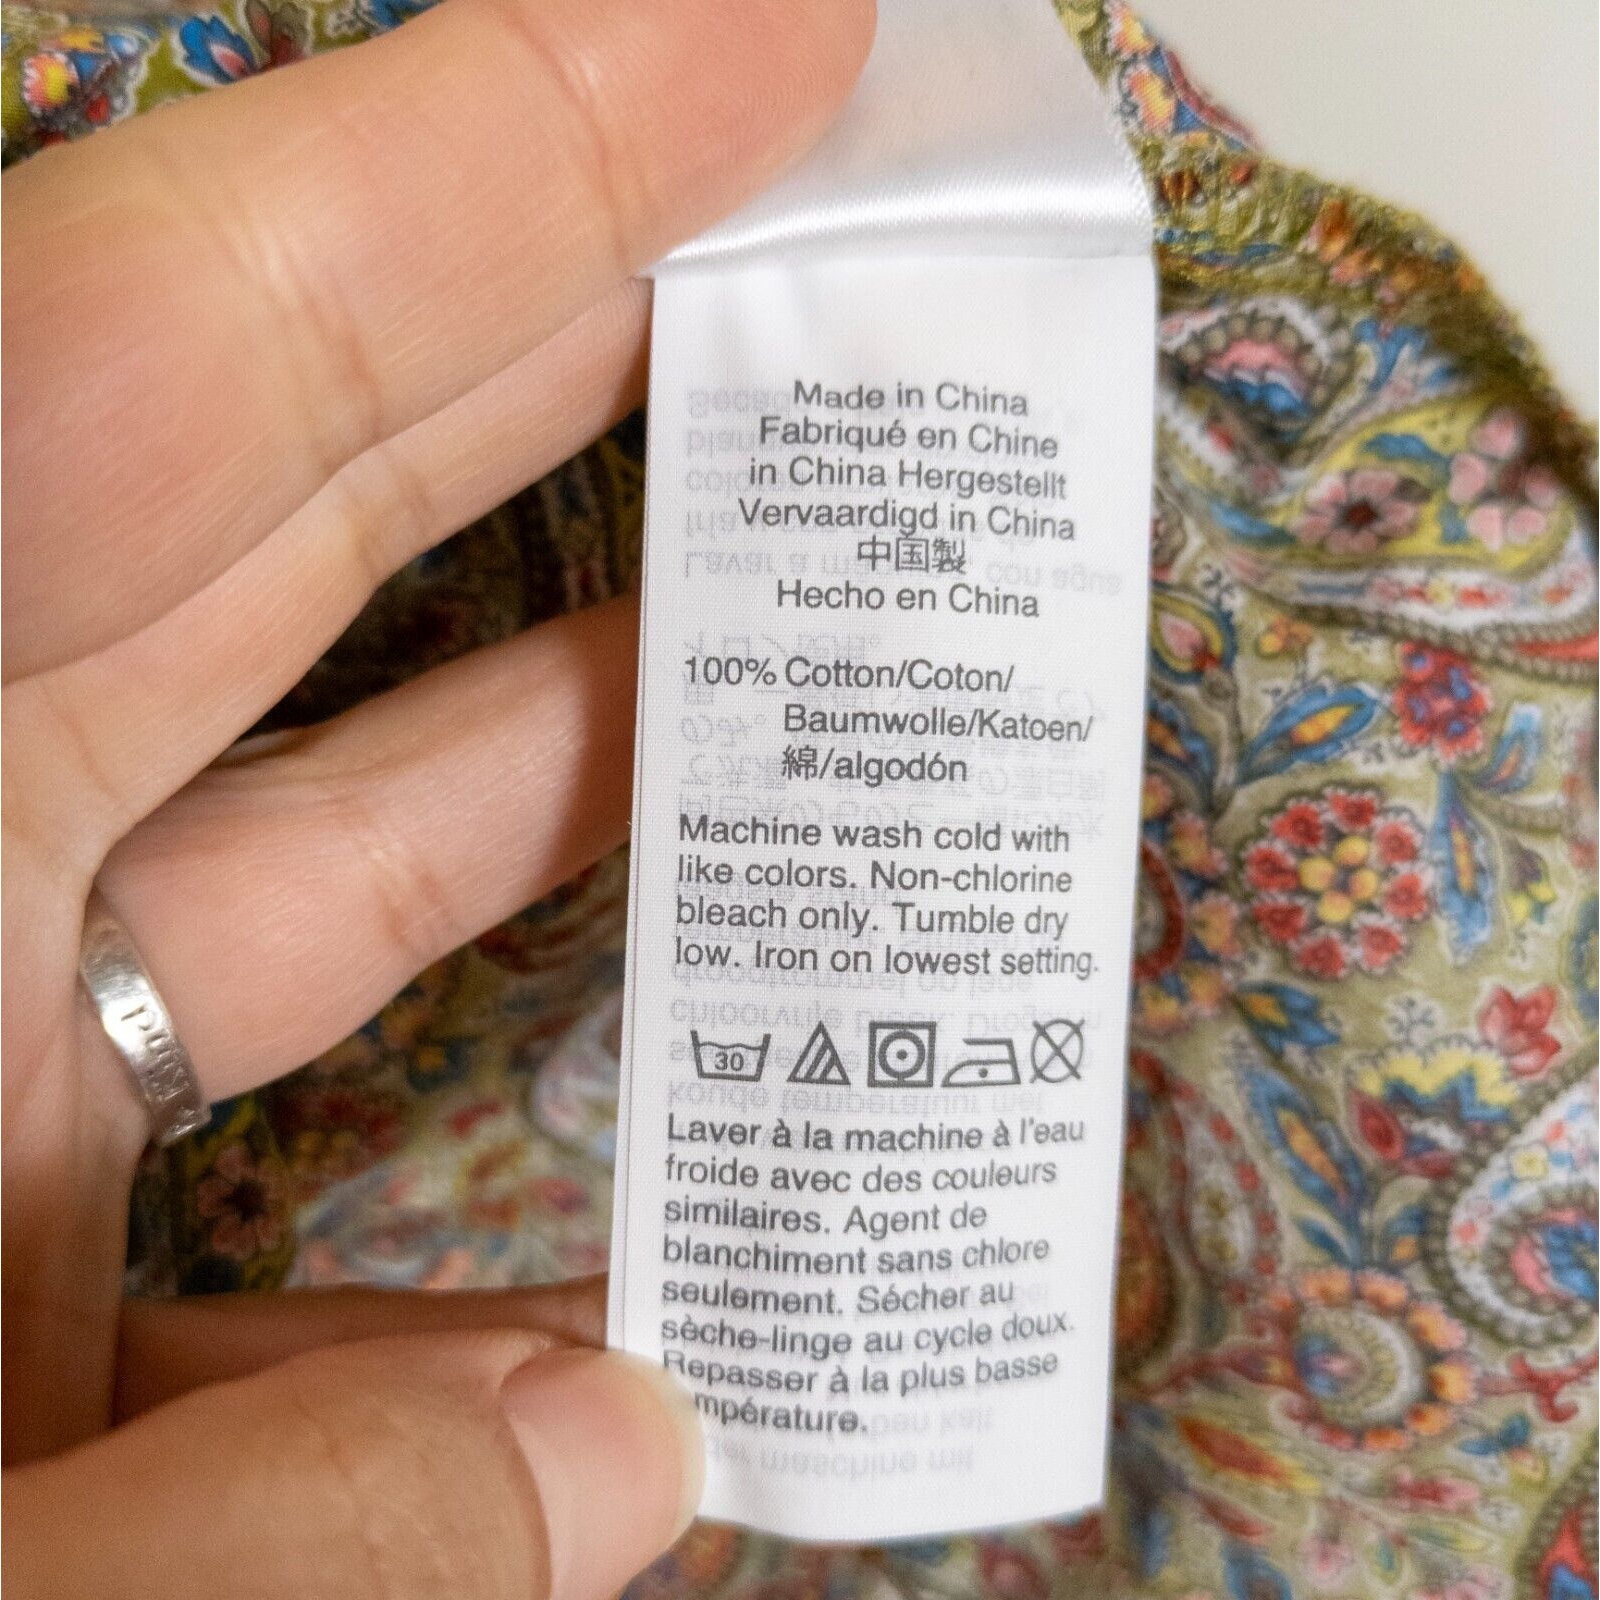 Made in China
Fabriqué en Chine
in China Hergestellt
Vervaardigd in China
中国製
Hecho en China
100% Cotton/Coton/
Baumwolle/Katoen/
綿/algodón
Machine wash cold with
like colors. Non-chlorine
bleach only. Tumble dry
low. Iron on lowest setting.
30
Laver à la machine à l'eau
froide avec des couleurs
similaires. Agent de
blanchiment sans chlore
seulement. Sécher au
sèche-linge au cycle doux.
Repasser à la plus basse
mpérature.